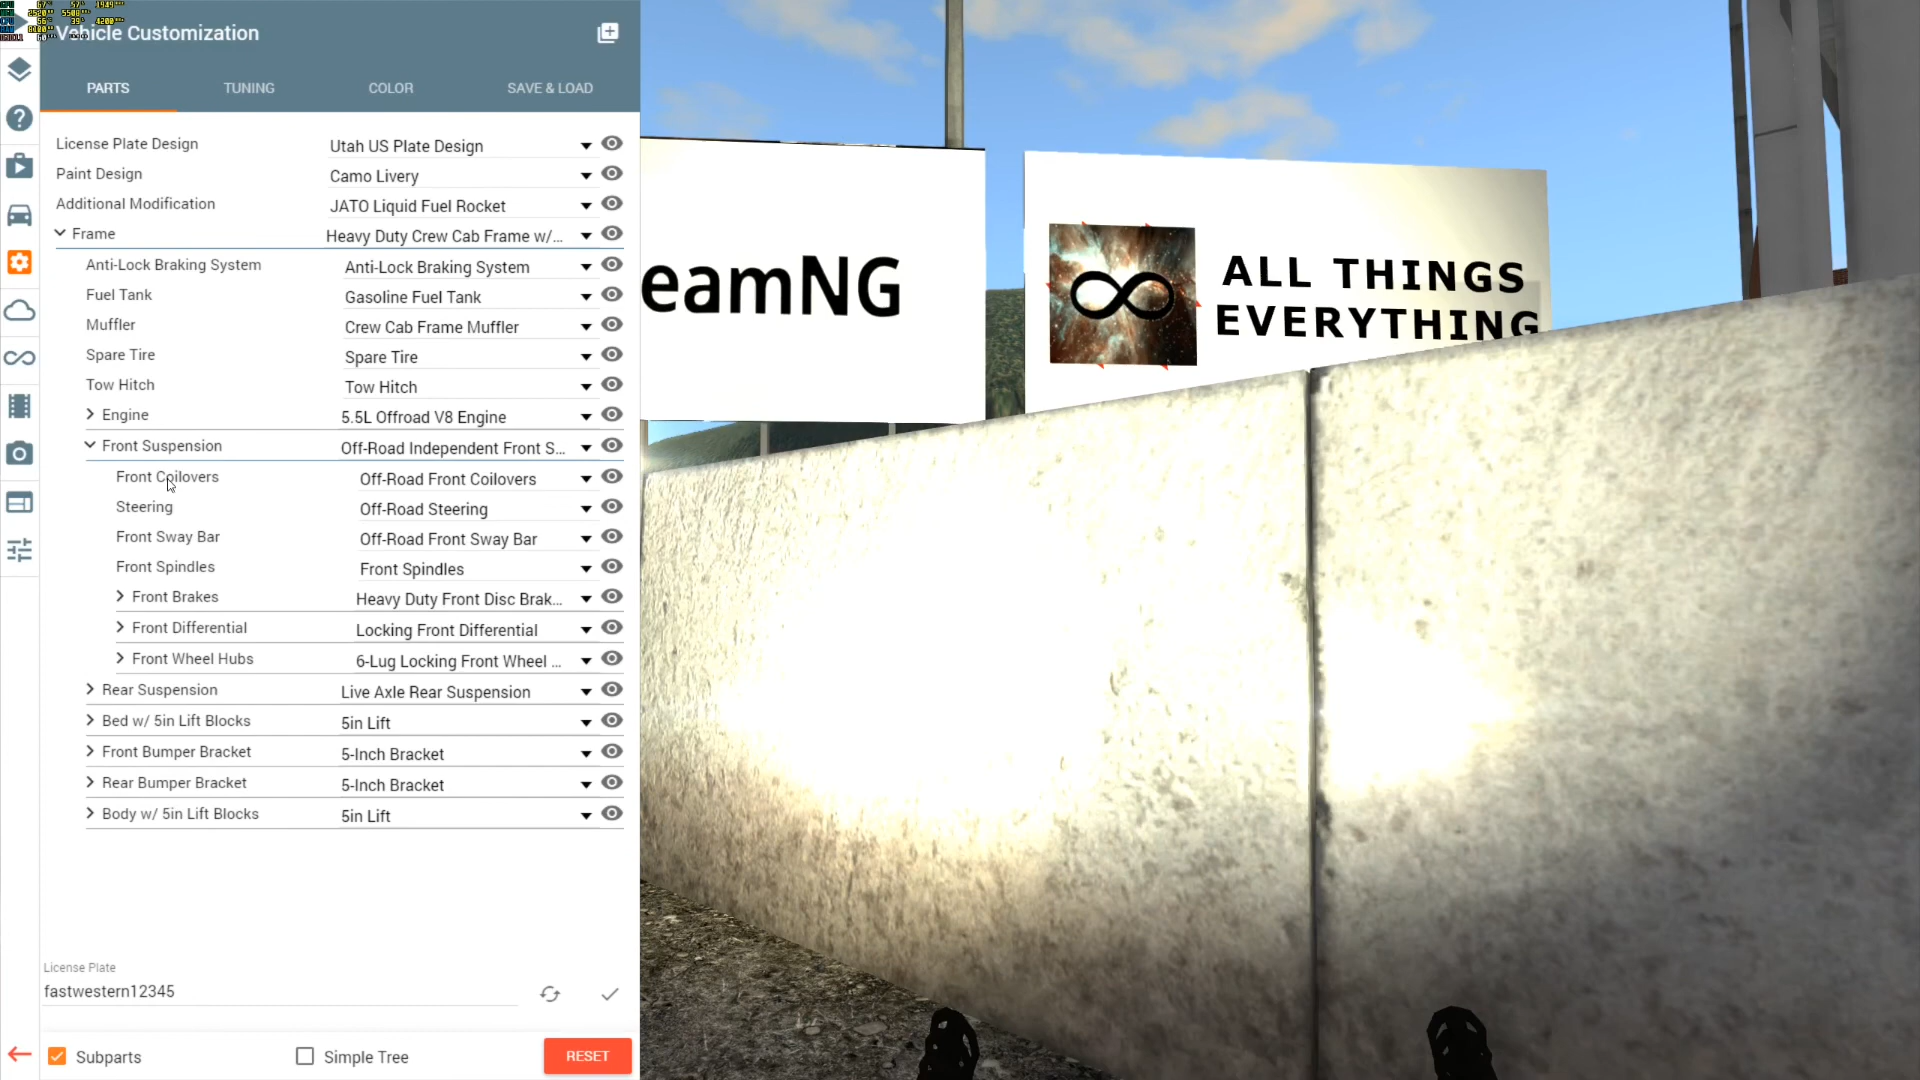 Vehicle Customization
PARTS TUNING COLOR SAVE & LOAD
License Plate Design Utah US Plate Design
Paint Design Camo Livery
Additional Modification JATO Liquid Fuel Rocket
Frame Heavy Duty Crew Cab Frame w/...
Anti-Lock Braking System Anti-Lock Braking System
Fuel Tank Gasoline Fuel Tank
Muffler Crew Cab Frame Muffler
Spare Tire Spare Tire
Tow Hitch Tow Hitch
Engine 5.5L Offroad V8 Engine
Front Suspension Off-Road Independent Front S...
Front Coilovers Off-Road Front Coilovers
Steering Off-Road Steering
Front Sway Bar Off-Road Front Sway Bar
Front Spindles Front Spindles
Front Brakes Heavy Duty Front Disc Brak...
Front Differential Locking Front Differential
Front Wheel Hubs 6-Lug Locking Front Wheel ...
Rear Suspension Live Axle Rear Suspension
Bed w/ 5in Lift Blocks 5in Lift
Front Bumper Bracket 5-Inch Bracket
Rear Bumper Bracket 5-Inch Bracket
Body w/ 5in Lift Blocks 5in Lift
License Plate
fastwestern12345
Subparts Simple Tree RESET
eamNG
ALL THINGS
EVERYTHING